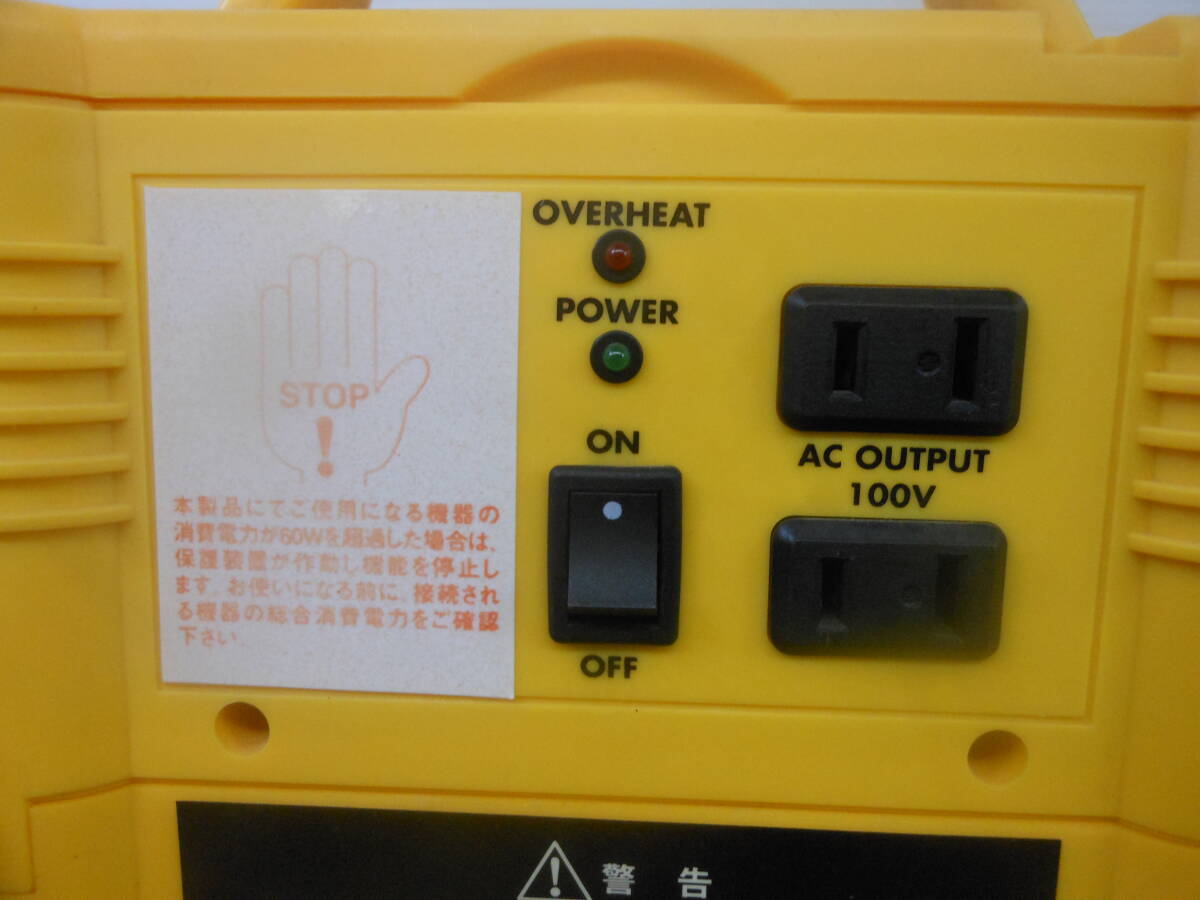 STOP
!
本製品にてご使用になる機器の
消費電力が60Wを超過した場合は、
保護装置が作動し機能を停止し
ます。お使いになる前に、接続され
る機器の総合消費電力をご確認
下さい。
OVERHEAT
POWER
ON
OFF
AC OUTPUT
100V
警告